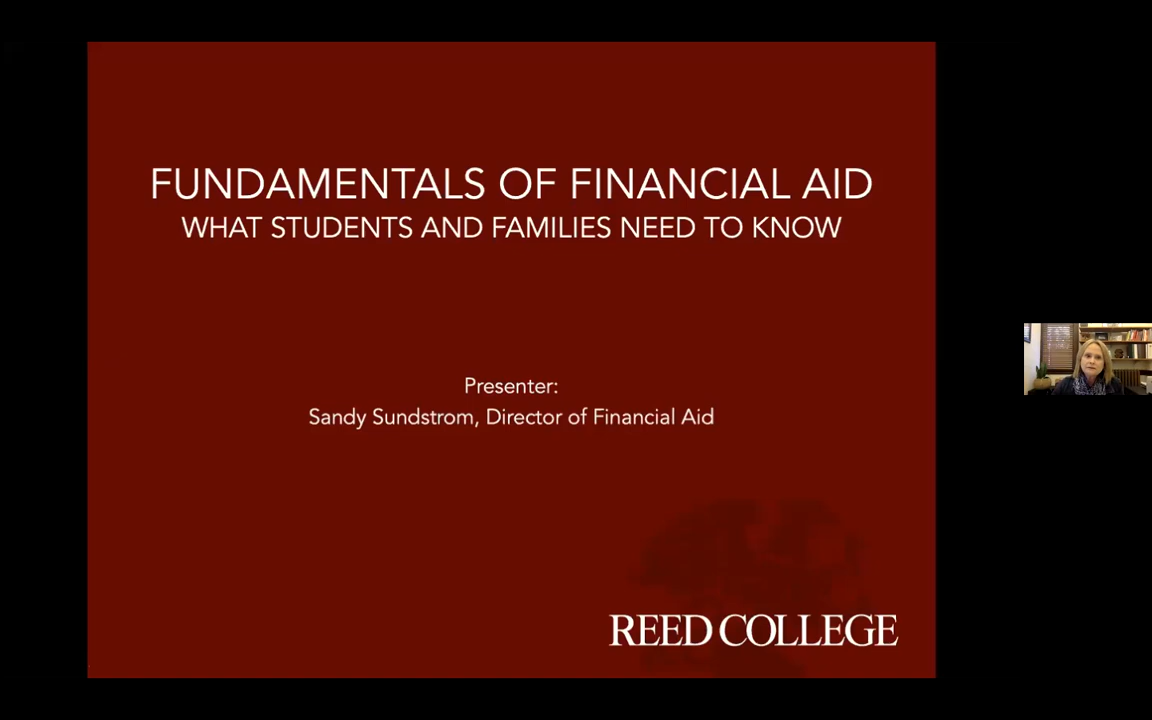 FUNDAMENTALS OF FINANCIAL AID
WHAT STUDENTS AND FAMILIES NEED TO KNOW
Presenter:
Sandy Sundstrom, Director of Financial Aid
REED COLLEGE